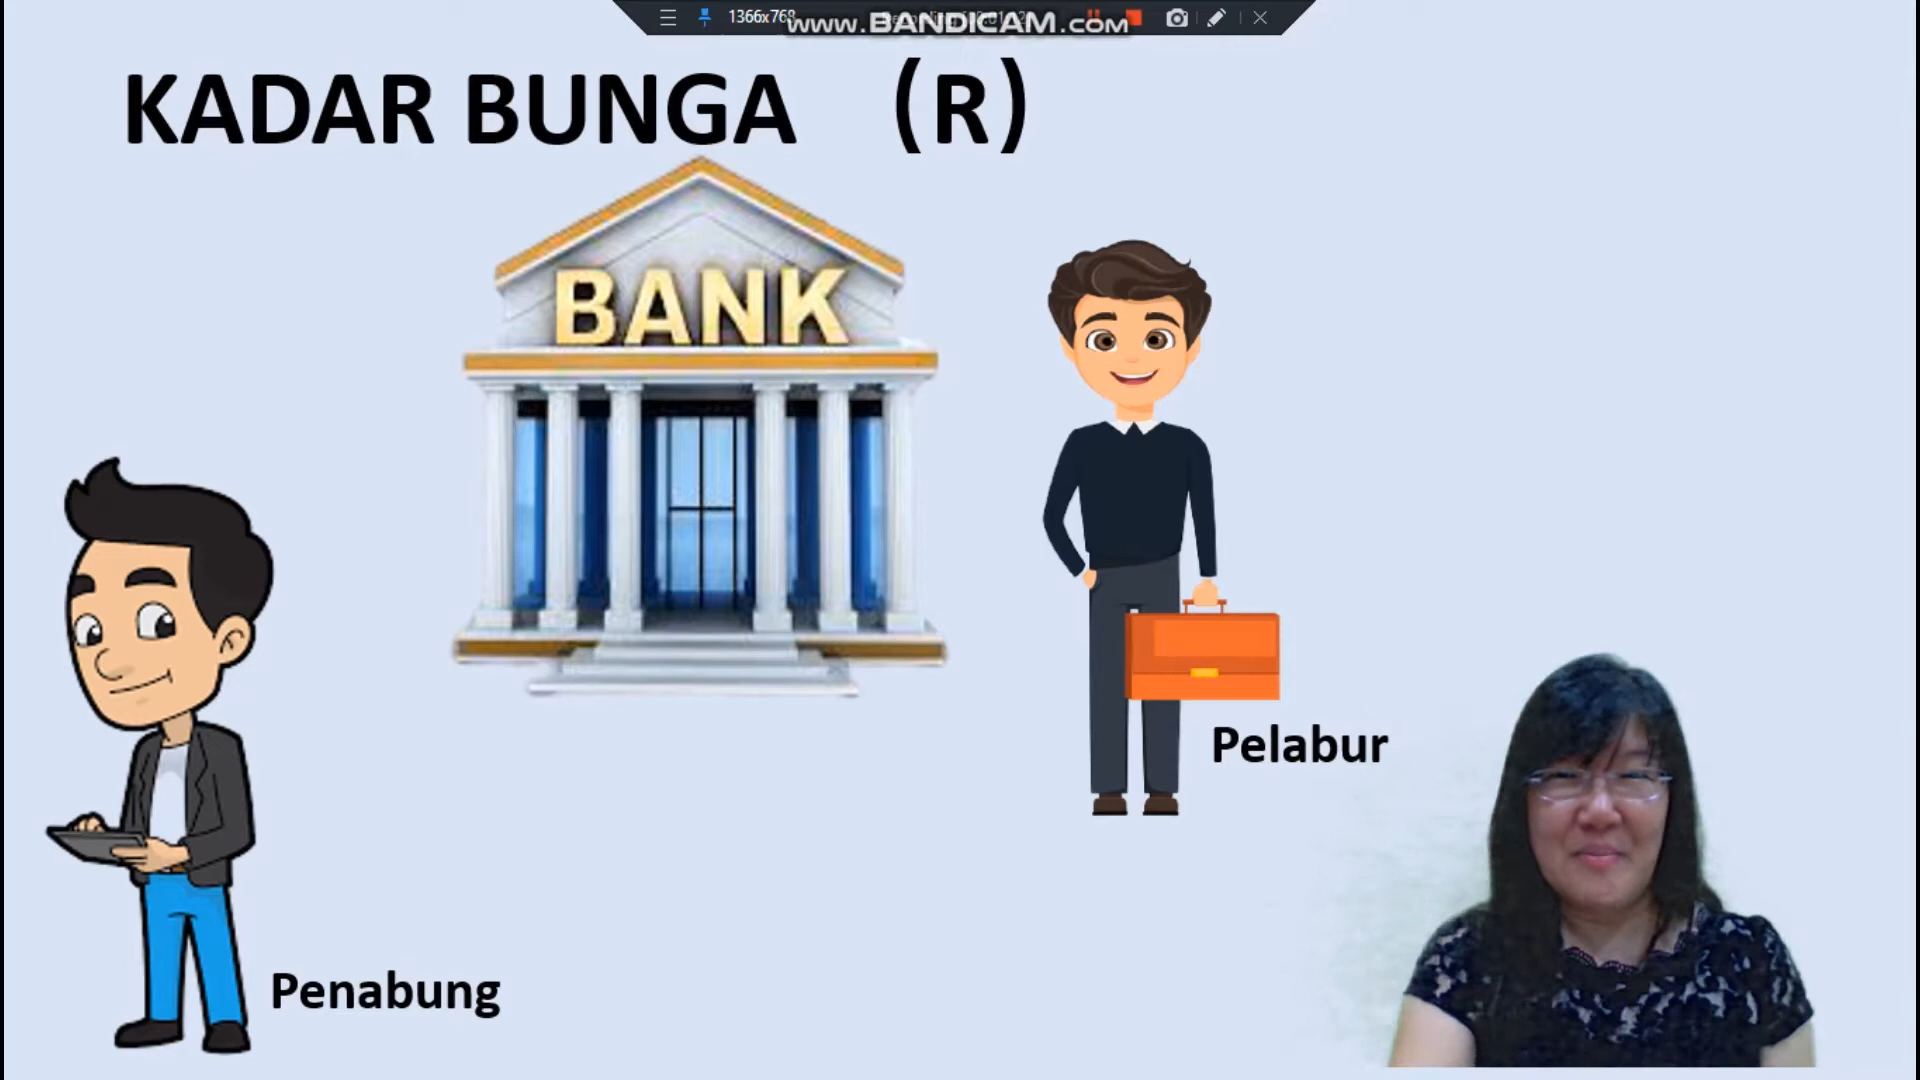 1366x768
www.BANDICAM.com
KADAR BUNGA (R)
BANK
Pelabur
Penabung